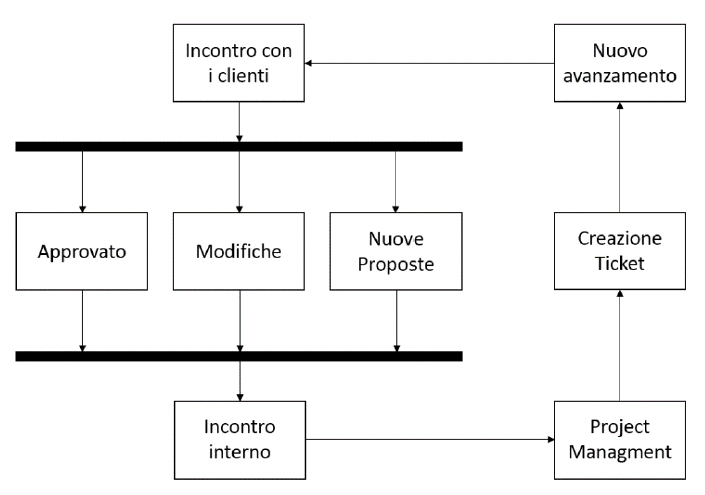 Incontro con
i clienti
Nuovo
avanzamento
Approvato
Modifiche
Nuove
Proposte
Creazione
Ticket
Incontro
interno
Project
Managment